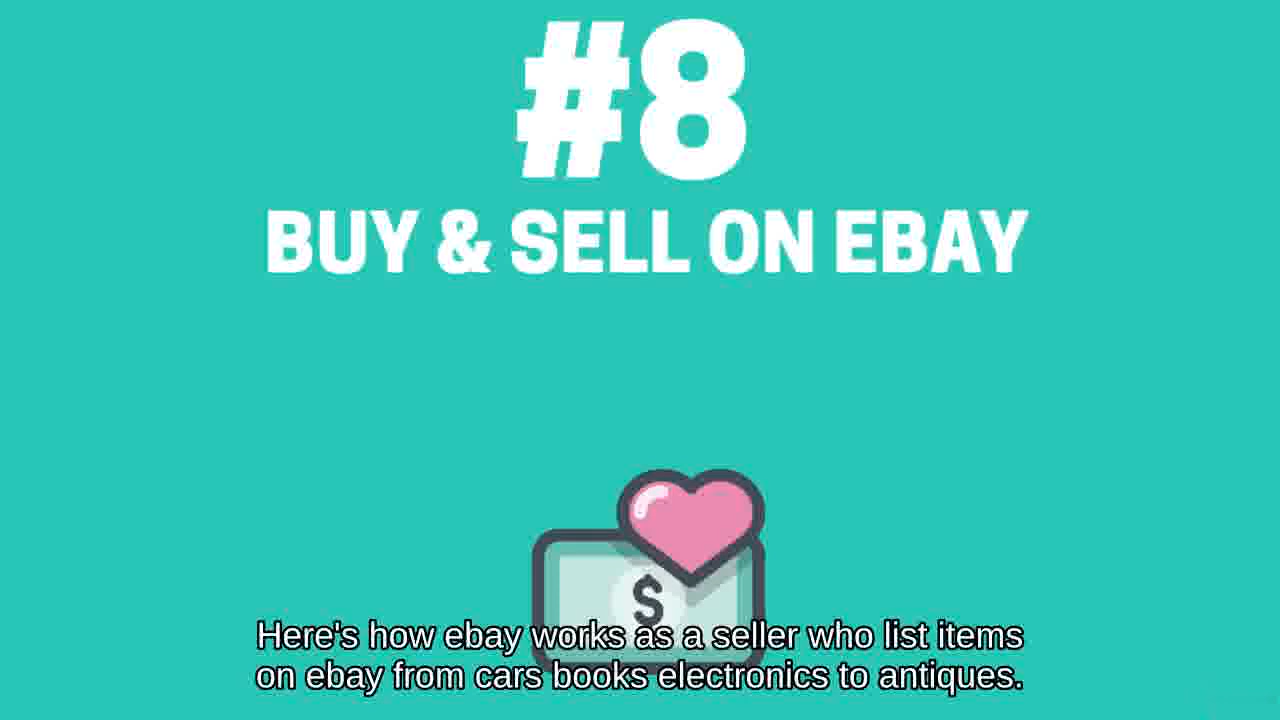 #8
BUY & SELL ON EBAY
$
Here's how ebay works as a seller who list items
on ebay from cars books electronics to antiques.